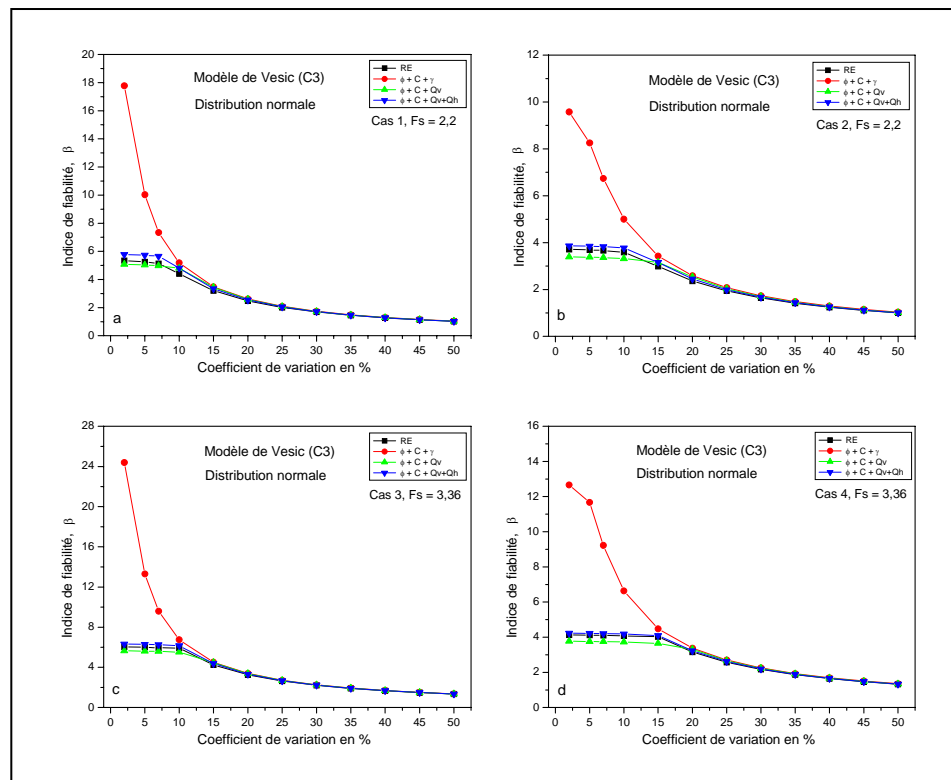 20
18
16
14
12
10
8
6
4
2
0
Indice de fiabilité, β
Modèle de Vesic (C3)
Distribution normale
RE
ϕ + C + γ
ϕ + C + Qv
ϕ + C + Qv+Qh
Cas 1, Fs = 2,2
a
0 5 10 15 20 25 30 35 40 45 50
Coefficient de variation en %
12
10
8
6
4
2
0
Indice de fiabilité, β
Modèle de Vesic (C3)
Distribution normale
RE
ϕ + C + γ
ϕ + C + Qv
ϕ + C + Qv+Qh
Cas 2, Fs = 2,2
b
0 5 10 15 20 25 30 35 40 45 50
Coefficient de variation en %
28
24
20
16
12
8
4
0
Indice de fiabilité, β
Modèle de Vesic (C3)
Distribution normale
RE
ϕ + C + γ
ϕ + C + Qv
ϕ + C + Qv+Qh
Cas 3, Fs = 3,36
c
0 5 10 15 20 25 30 35 40 45 50
Coefficient de variation en %
16
14
12
10
8
6
4
2
0
Indice de fiabilité, β
Modèle de Vesic (C3)
Distribution normale
RE
ϕ + C + γ
ϕ + C + Qv
ϕ + C + Qv+Qh
Cas 4, Fs = 3,36
d
0 5 10 15 20 25 30 35 40 45 50
Coefficient de variation en %